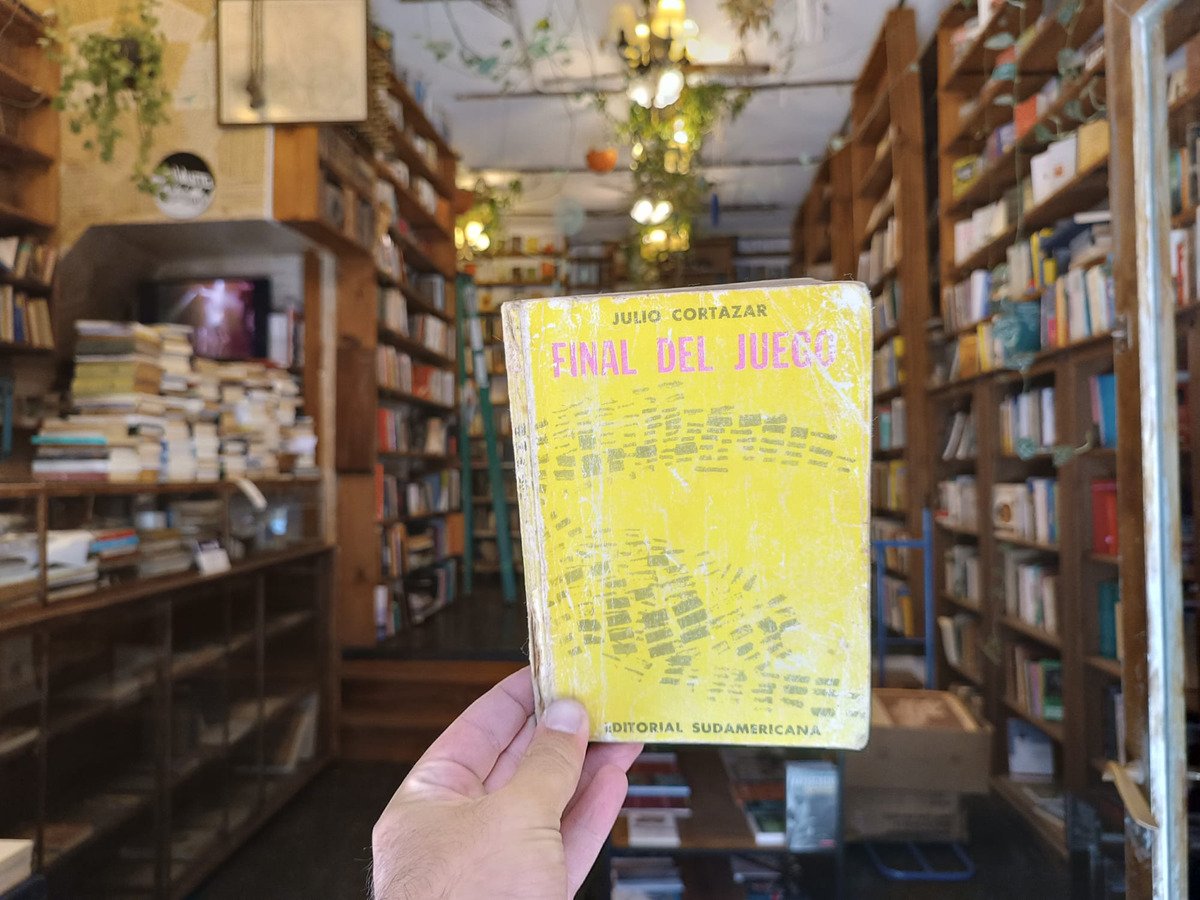 JULIO CORTAZAR
FINAL DEL JUEGO
EDITORIAL SUDAMERICANA